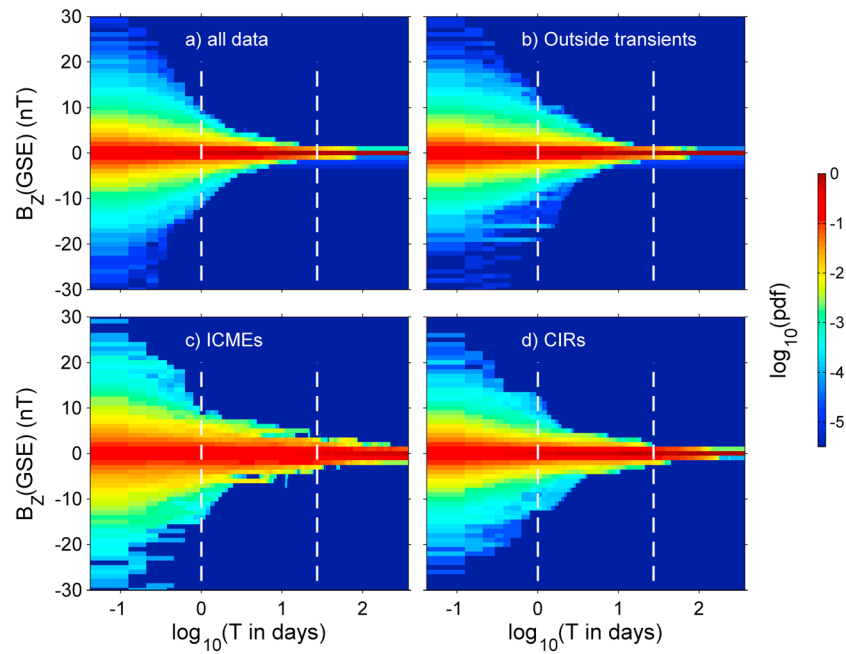 30
20
10
0
-10
-20
-30
B_Z(GSE) (nT)
a) all data
b) Outside transients
30
20
10
0
-10
-20
-30
B_Z(GSE) (nT)
c) ICMEs
d) CIRs
-1 0 1 2
-1 0 1 2
log_10(T in days)
log_10(T in days)
0
-1
-2
-3
-4
-5
log_10(pdf)